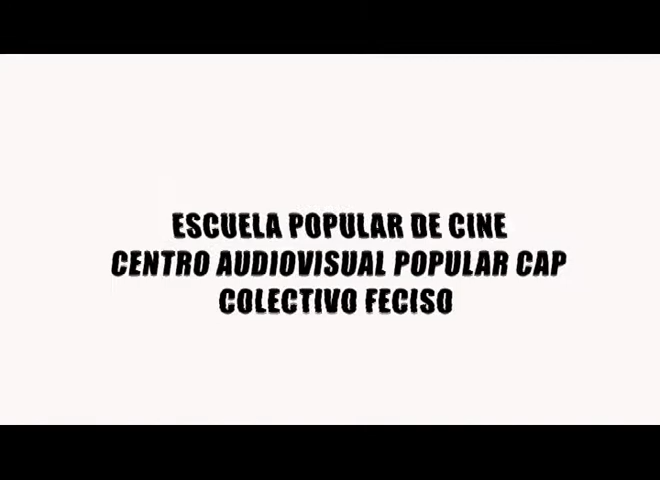 ESCUELA POPULAR DE CINE
CENTRO AUDIOVISUAL POPULAR CAP
COLECTIVO FECISO